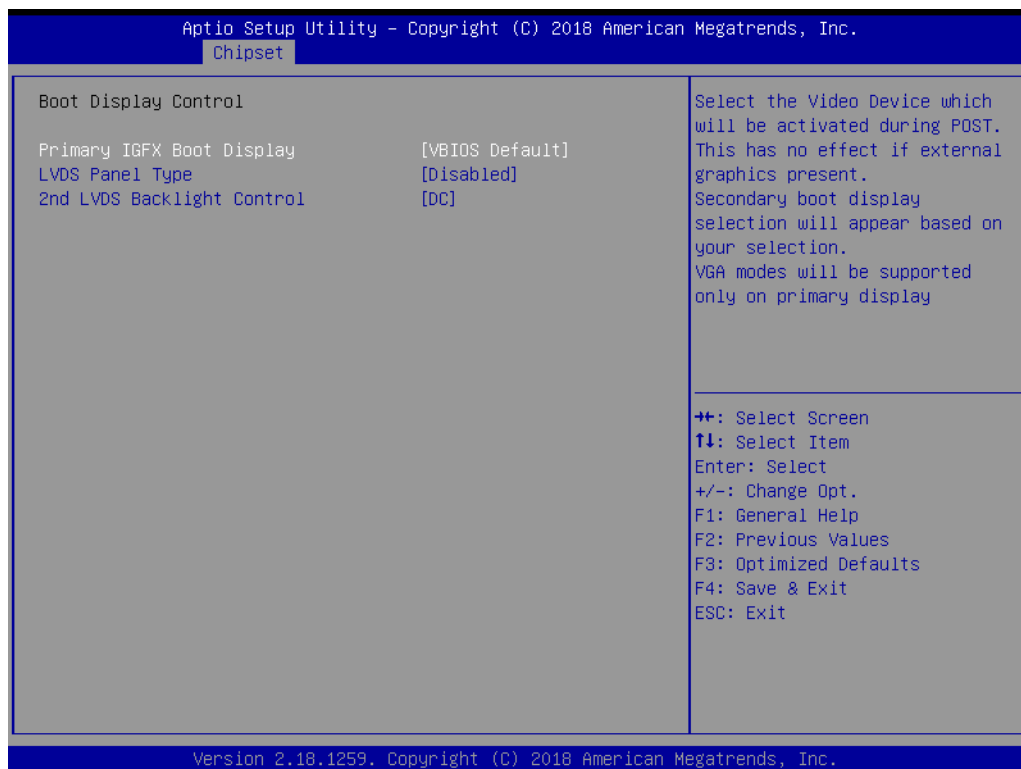 Aptio Setup Utility – Copyright (C) 2018 American Megatrends, Inc.
Chipset
Boot Display Control
Primary IGFX Boot Display [VBIOS Default]
LVDS Panel Type [Disabled]
2nd LVDS Backlight Control [DC]
Select the Video Device which
will be activated during POST.
This has no effect if external
graphics present.
Secondary boot display
selection will appear based on
your selection.
VGA modes will be supported
only on primary display
→←: Select Screen
↑↓: Select Item
Enter: Select
+/-: Change Opt.
F1: General Help
F2: Previous Values
F3: Optimized Defaults
F4: Save & Exit
ESC: Exit
Version 2.18.1259. Copyright (C) 2018 American Megatrends, Inc.